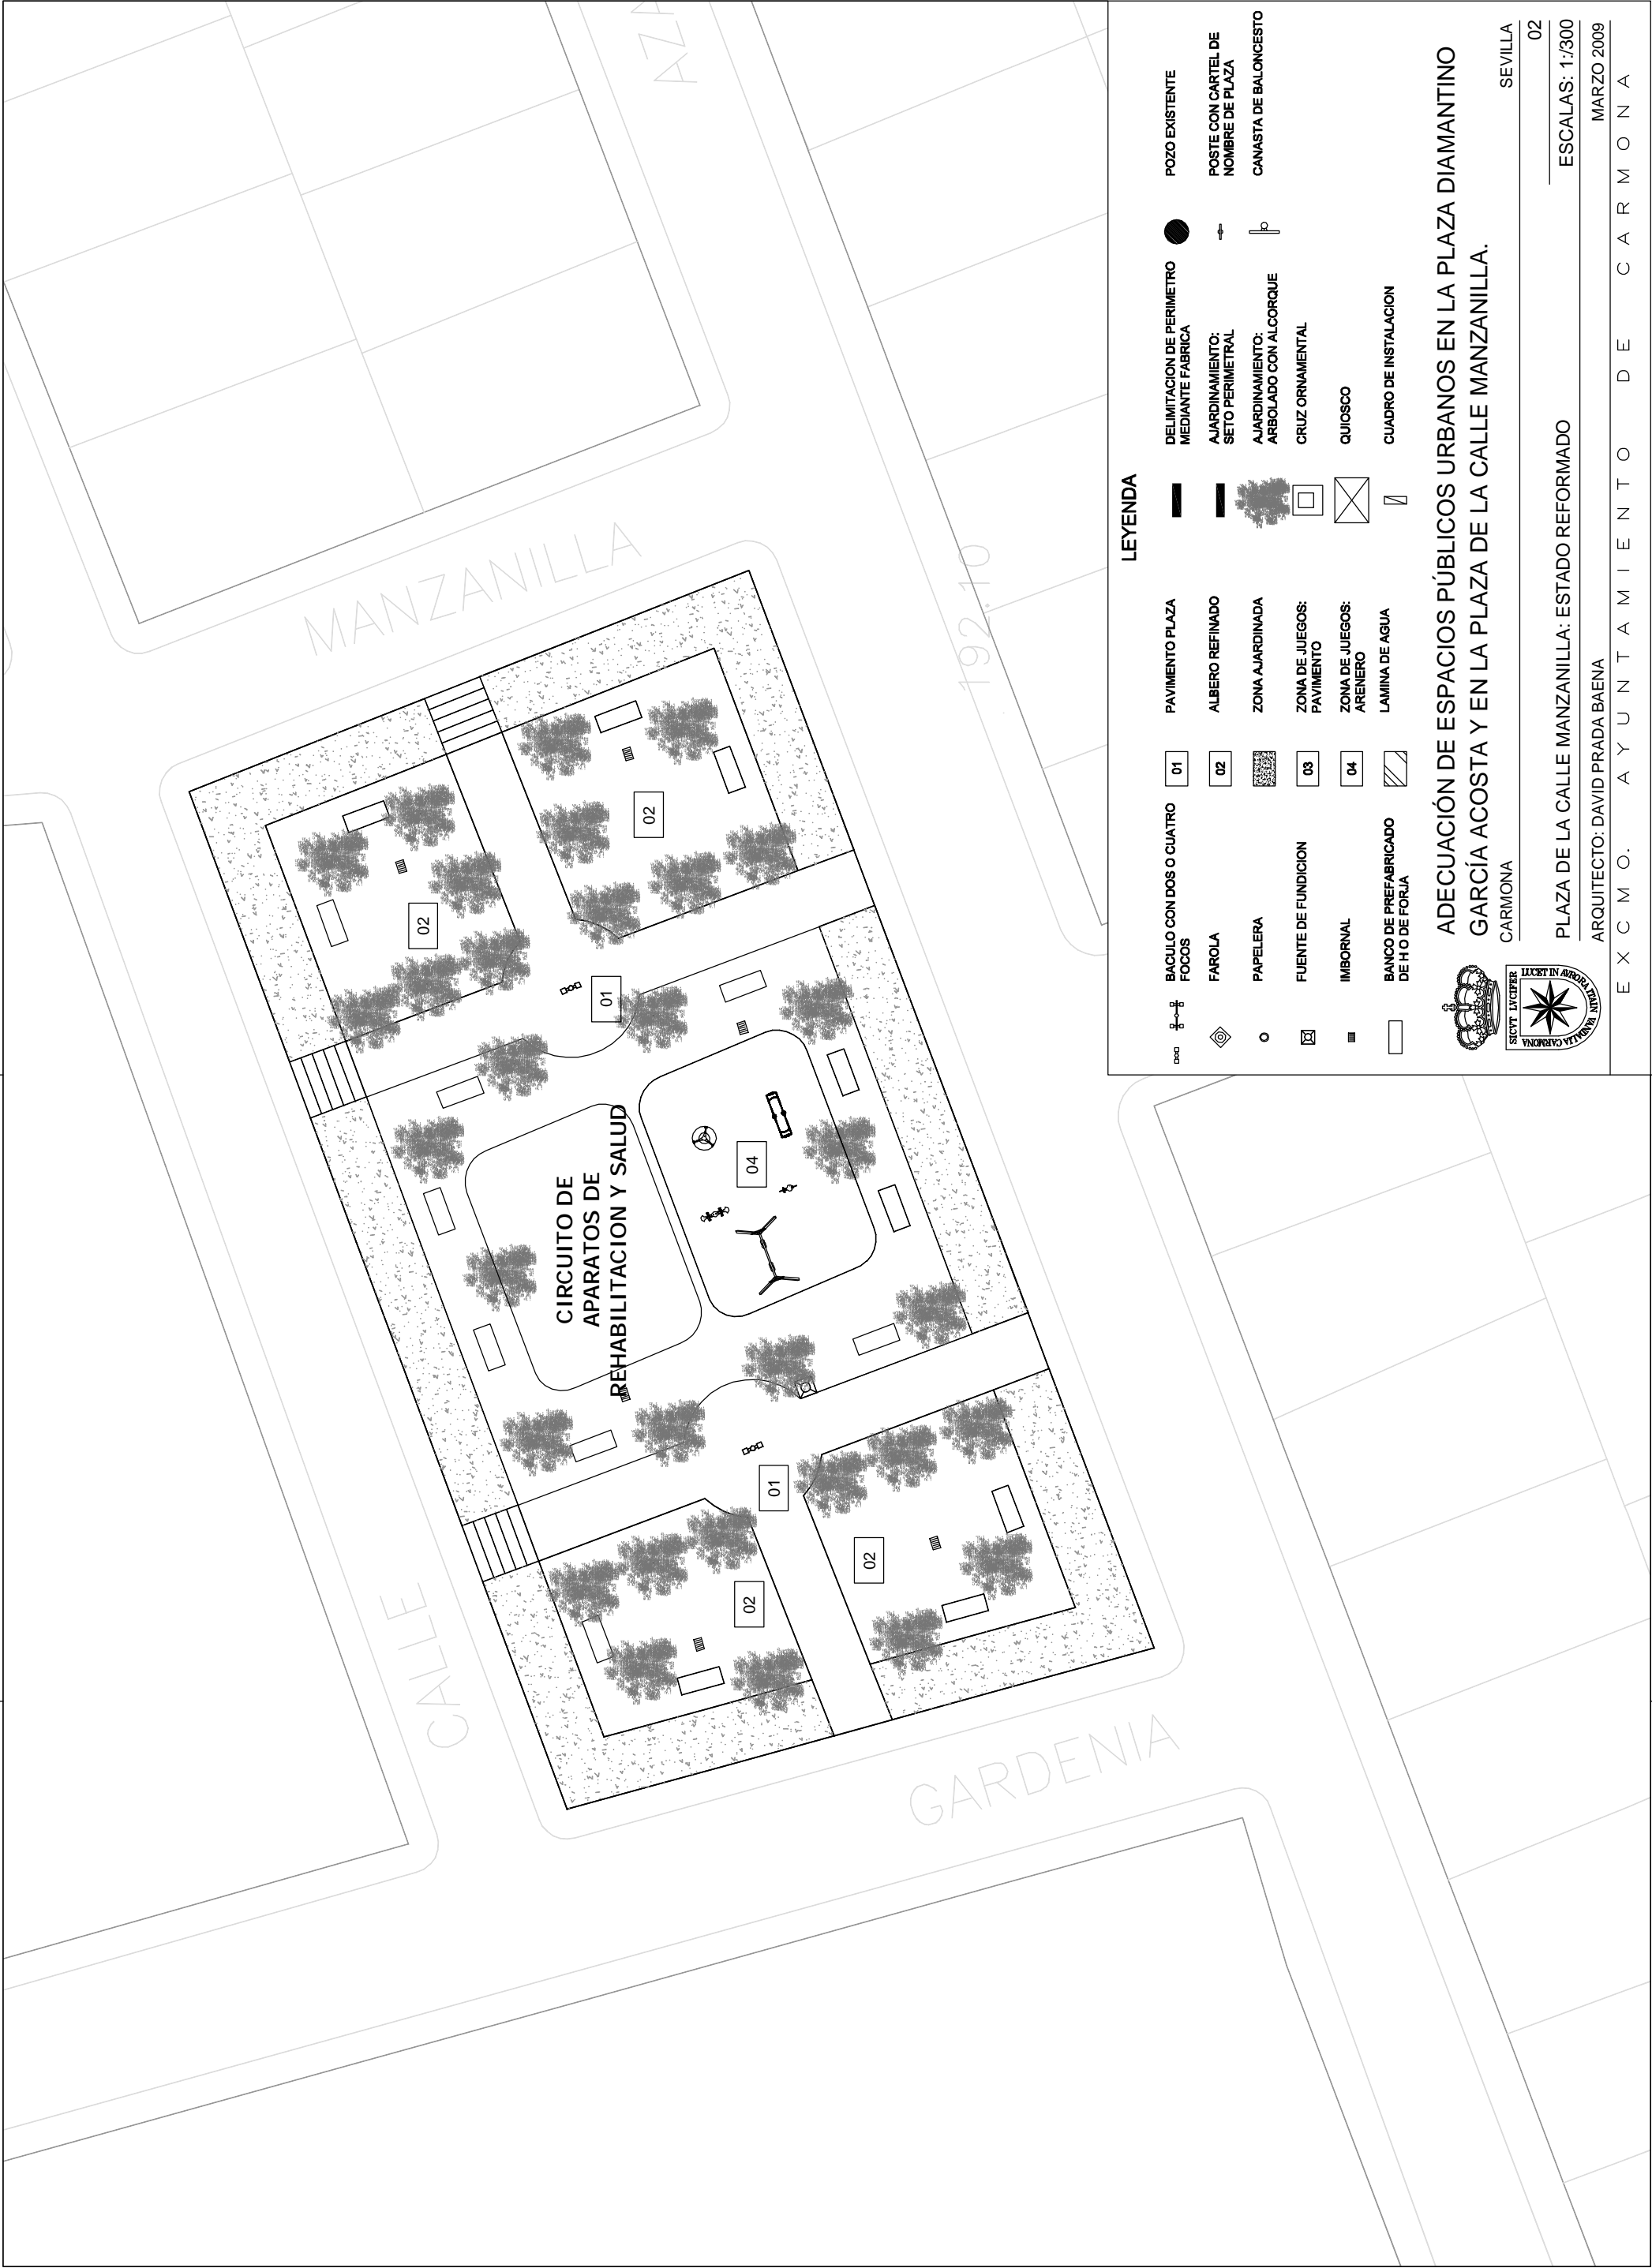 CALLE
MANZANILLA
GARDENIA
AZA
192.10
CIRCUITO DE
APARATOS DE
REHABILITACION Y SALUD
02
02
01
04
01
02
02
LEYENDA
BACULO CON DOS O CUATRO
FOCOS
FAROLA
PAPELERA
FUENTE DE FUNDICION
IMBORNAL
BANCO DE PREFABRICADO
DE H O DE FORJA
01 PAVIMENTO PLAZA
02 ALBERO REFINADO
ZONA AJARDINADA
03 ZONA DE JUEGOS:
PAVIMENTO
04 ZONA DE JUEGOS:
ARENERO
LAMINA DE AGUA
DELIMITACION DE PERIMETRO
MEDIANTE FABRICA
AJARDINAMIENTO:
SETO PERIMETRAL
AJARDINAMIENTO:
ARBOLADO CON ALCORQUE
CRUZ ORNAMENTAL
QUIOSCO
CUADRO DE INSTALACION
POZO EXISTENTE
POSTE CON CARTEL DE
NOMBRE DE PLAZA
CANASTA DE BALONCESTO
ADECUACIÓN DE ESPACIOS PÚBLICOS URBANOS EN LA PLAZA DIAMANTINO
GARCÍA ACOSTA Y EN LA PLAZA DE LA CALLE MANZANILLA.
CARMONA SEVILLA
02
PLAZA DE LA CALLE MANZANILLA: ESTADO REFORMADO ESCALAS: 1:/300
ARQUITECTO: DAVID PRADA BAENA MARZO 2009
EXCMO. AYUNTAMIENTO DE CARMONA
SICVT LVCIFER
LUCET IN AVRORA
CARMONA